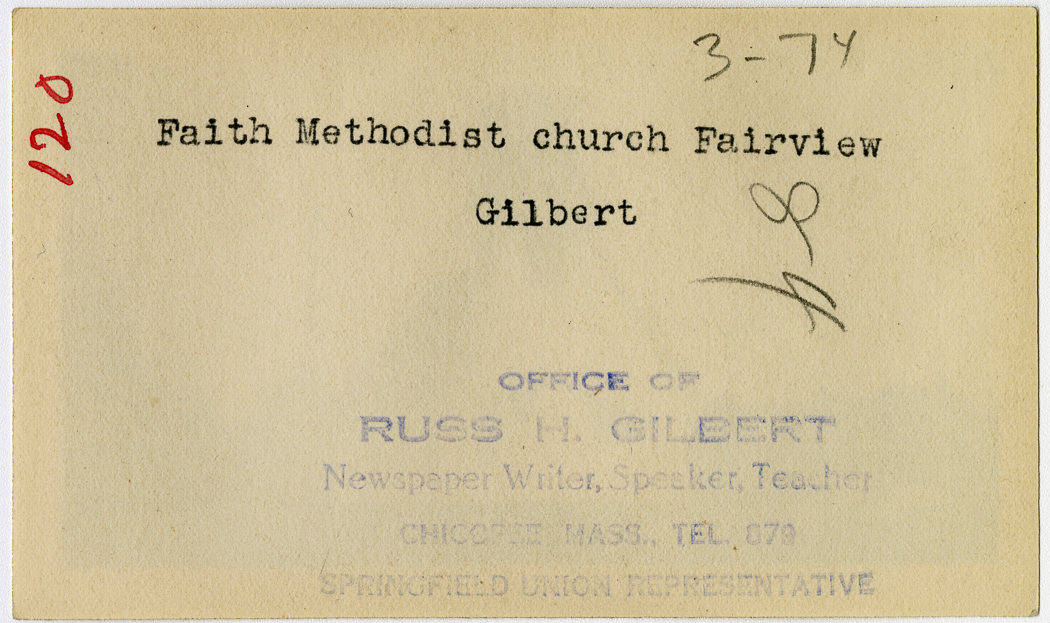 3-74
120
Faith Methodist church Fairview
Gilbert
OFFICE OF
RUSS H. GILBERT
Newspaper Writer, Speaker, Teacher
CHICOPEE MASS., TEL. 879
SPRINGFIELD UNION REPRESENTATIVE